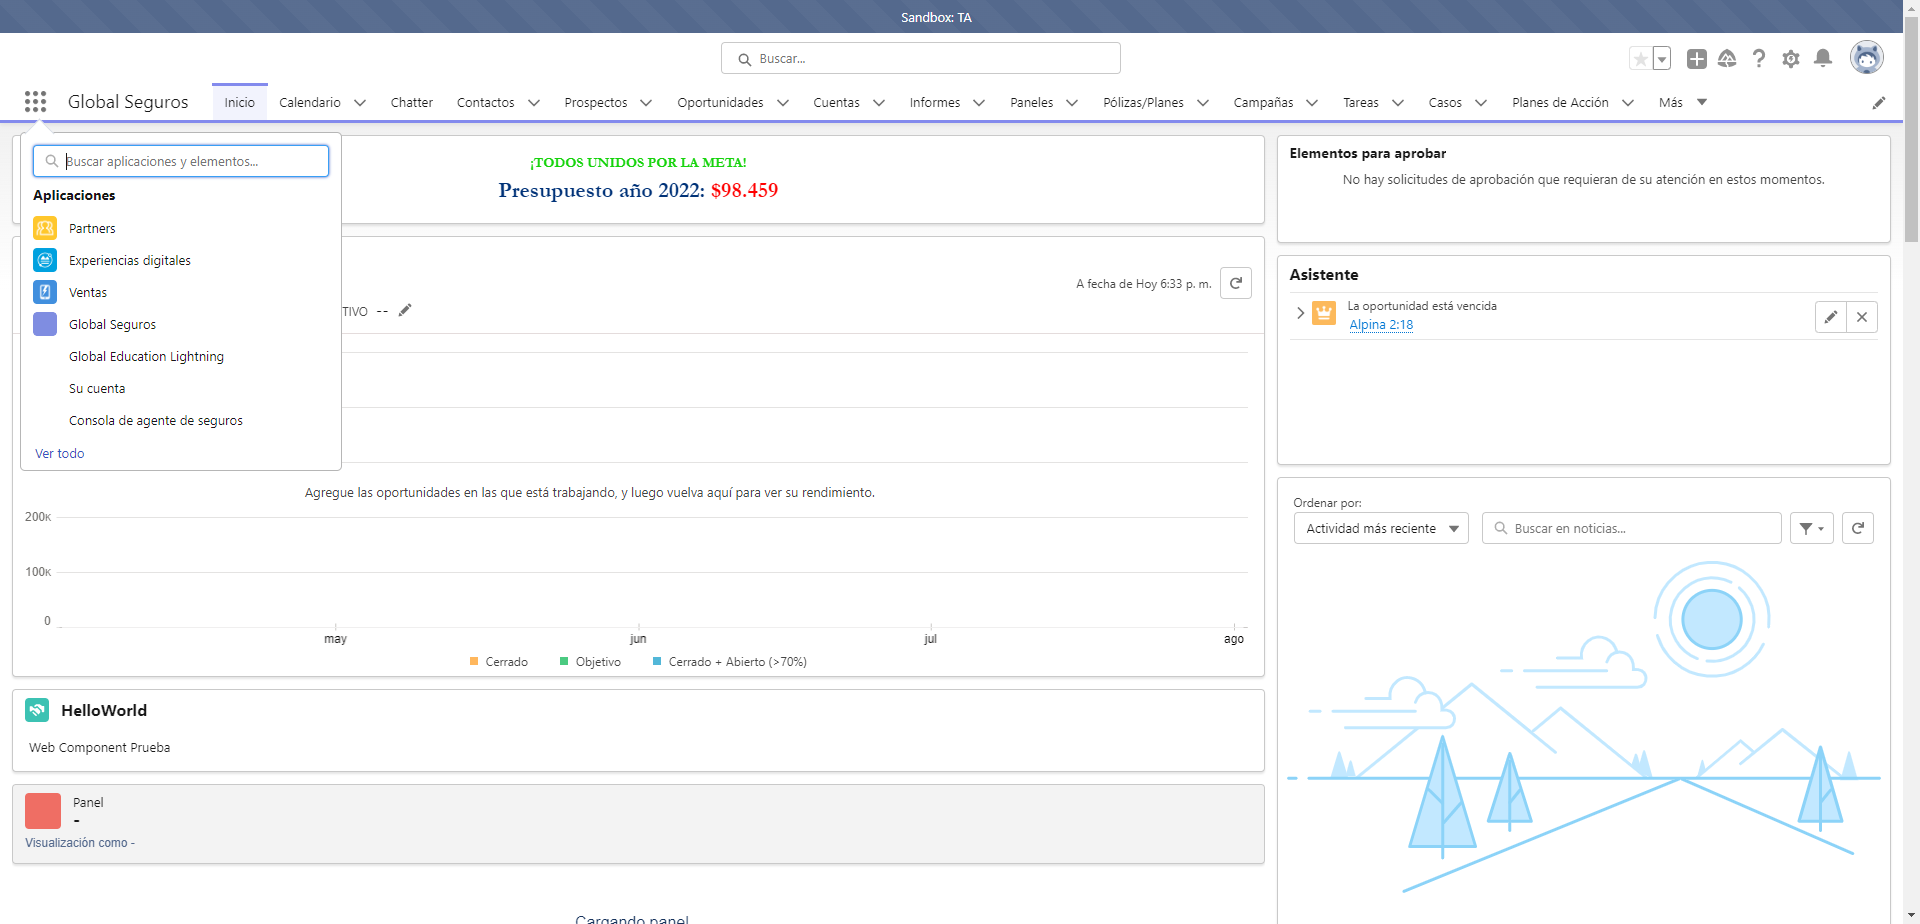 Sandbox: TA
Buscar...
Global Seguros
Inicio
Calendario
Chatter
Contactos
Prospectos
Oportunidades
Cuentas
Informes
Paneles
Pólizas/Planes
Campañas
Tareas
Casos
Planes de Acción
Más
Buscar aplicaciones y elementos...
Aplicaciones
Partners
Experiencias digitales
Ventas
Global Seguros
Global Education Lightning
Su cuenta
Consola de agente de seguros
Ver todo
¡TODOS UNIDOS POR LA META!
Presupuesto año 2022: $98.459
A fecha de Hoy 6:33 p. m.
TIVO --
Agregue las oportunidades en las que está trabajando, y luego vuelva aquí para ver su rendimiento.
200K
100K
0
may
jun
jul
ago
Cerrado
Objetivo
Cerrado + Abierto (>70%)
HelloWorld
Web Component Prueba
Panel
-
Visualización como -
Cargando panel
Elementos para aprobar
No hay solicitudes de aprobación que requieran de su atención en estos momentos.
Asistente
La oportunidad está vencida
Alpina 2:18
Ordenar por:
Actividad más reciente
Buscar en noticias...